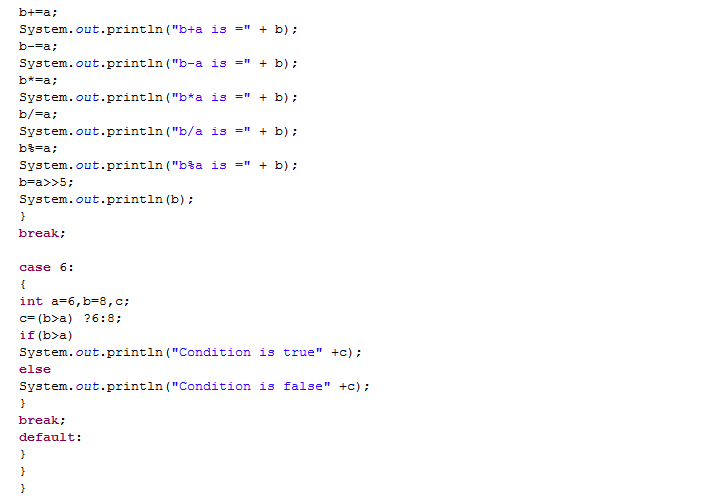 b+=a;
System.out.println("b+a is =" + b);
b-=a;
System.out.println("b-a is =" + b);
b*=a;
System.out.println("b*a is =" + b);
b/=a;
System.out.println("b/a is =" + b);
b%=a;
System.out.println("b%a is =" + b);
b=a>>5;
System.out.println(b);
}
break;
case 6:
{
int a=6,b=8,c;
c=(b>a) ?6:8;
if(b>a)
System.out.println("Condition is true" +c);
else
System.out.println("Condition is false" +c);
}
break;
default:
}
}
}